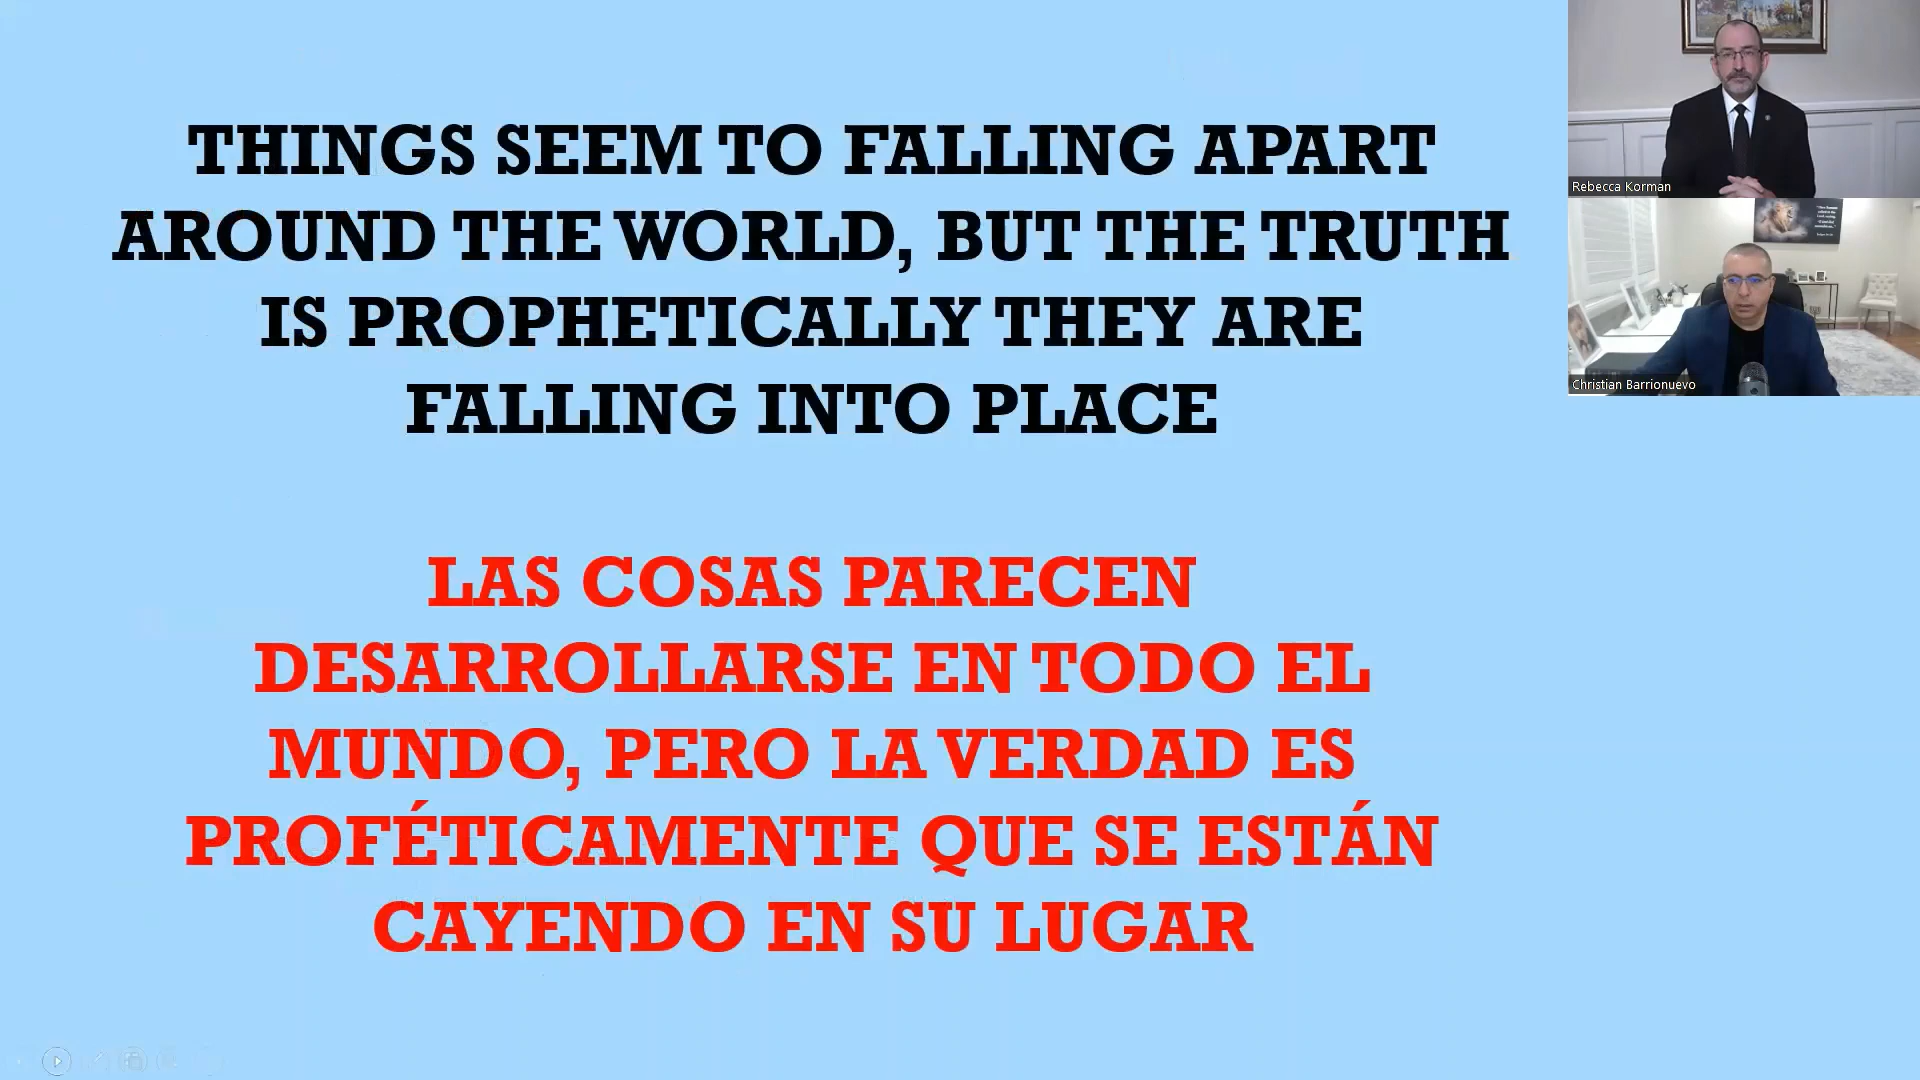 THINGS SEEM TO FALLING APART
AROUND THE WORLD, BUT THE TRUTH
IS PROPHETICALLY THEY ARE
FALLING INTO PLACE
LAS COSAS PARECEN
DESARROLLARSE EN TODO EL
MUNDO, PERO LA VERDAD ES
PROFÉTICAMENTE QUE SE ESTÁN
CAYENDO EN SU LUGAR
Rebecca Korman
Christian Barrionuevo